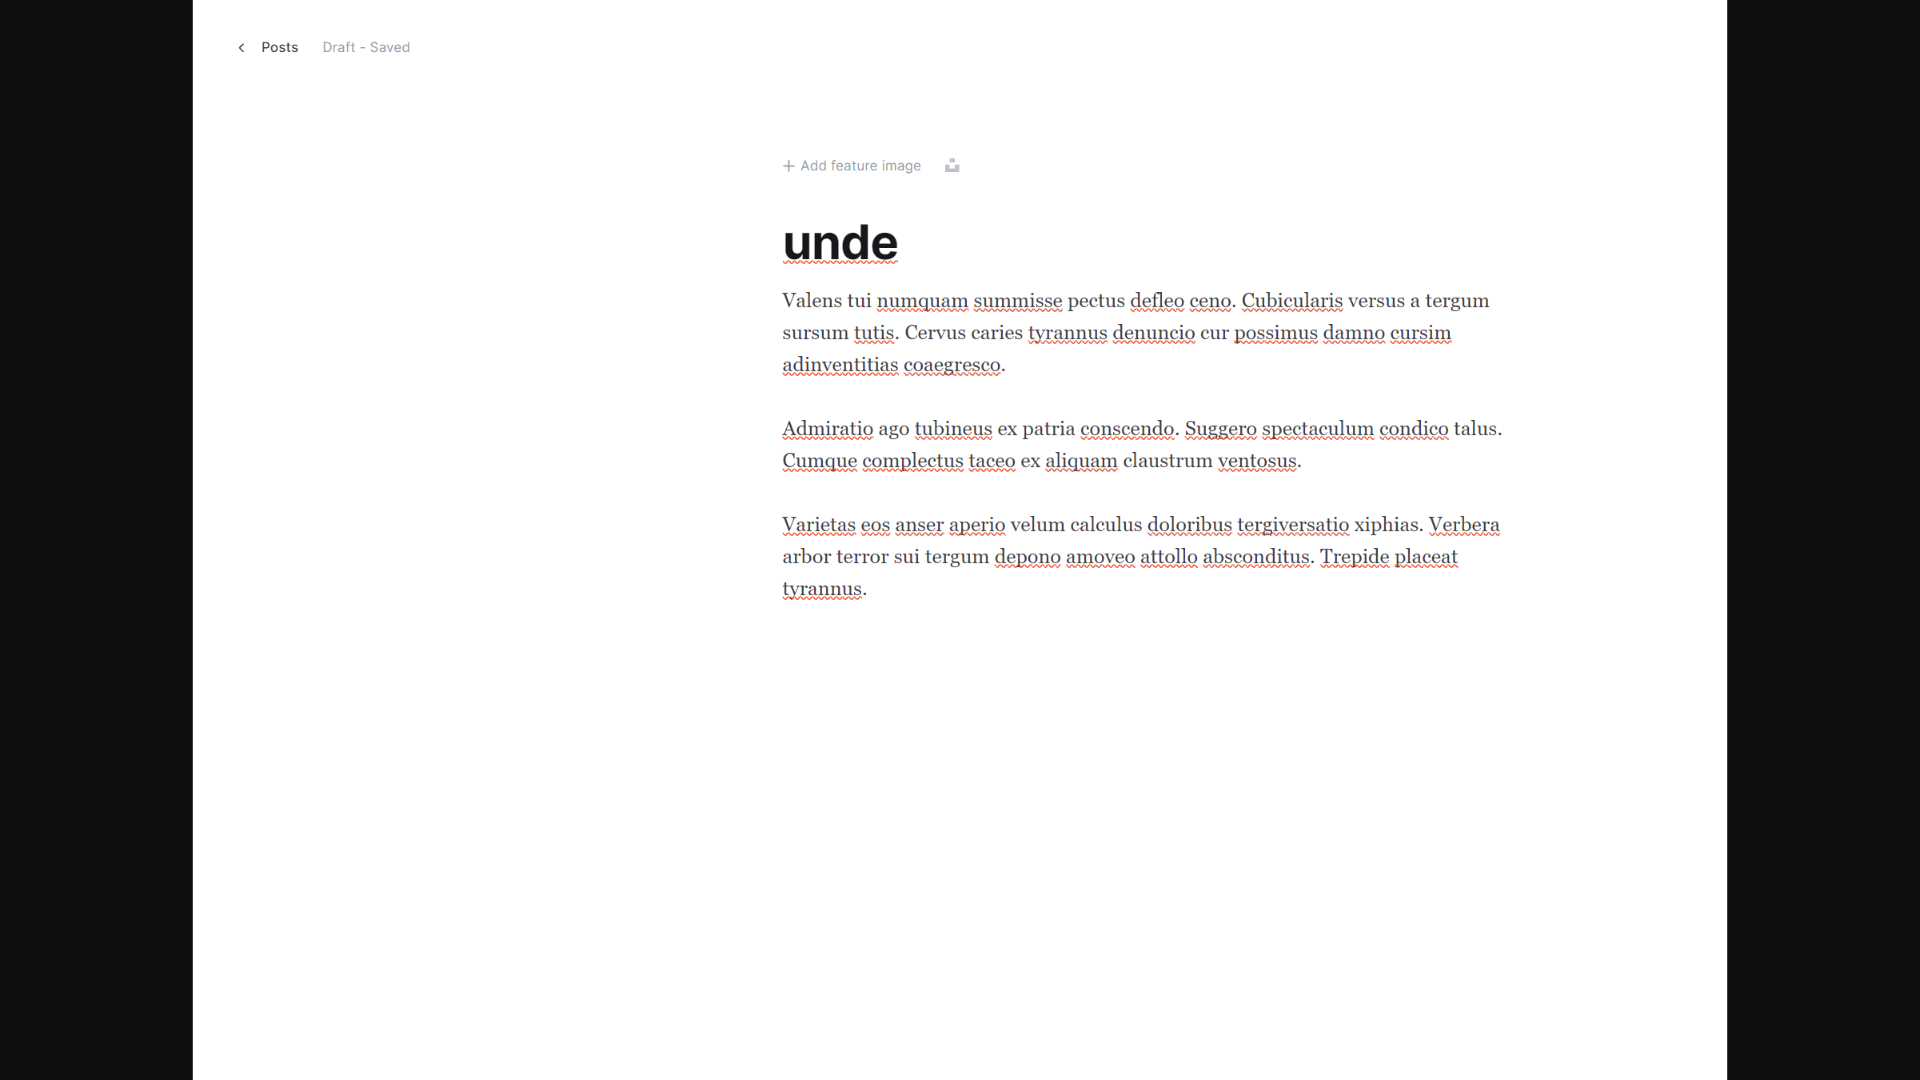 Posts Draft - Saved
Add feature image
unde
Valens tui numquam summisse pectus defleo ceno. Cubicularis versus a tergum
sursum tutis. Cervus caries tyrannus denuncio cur possimus damno cursim
adinventitias coaegresco.
Admiratio ago tubineus ex patria conscendo. Suggero spectaculum condico talus.
Cumque complectus taceo ex aliquam claustrum ventosus.
Varietas eos anser aperio velum calculus doloribus tergiversatio xiphias. Verbera
arbor terror sui tergum depono amoveo attollo absconditus. Trepide placeat
tyrannus.